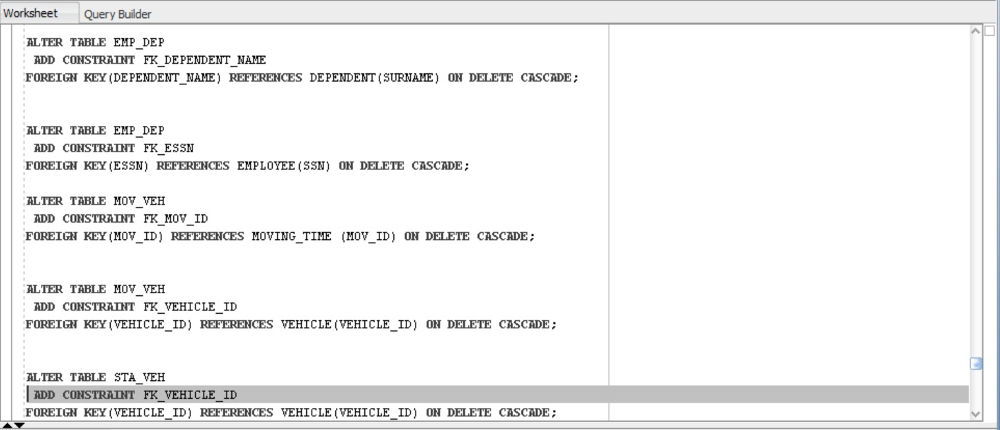 Worksheet Query Builder
ALTER TABLE EMP_DEP
ADD CONSTRAINT FK_DEPENDENT_NAME
FOREIGN KEY(DEPENDENT_NAME) REFERENCES DEPENDENT(SURNAME) ON DELETE CASCADE;
ALTER TABLE EMP_DEP
ADD CONSTRAINT FK_ESSN
FOREIGN KEY(ESSN) REFERENCES EMPLOYEE(SSN) ON DELETE CASCADE;
ALTER TABLE MOV_VEH
ADD CONSTRAINT FK_MOV_ID
FOREIGN KEY(MOV_ID) REFERENCES MOVING_TIME (MOV_ID) ON DELETE CASCADE;
ALTER TABLE MOV_VEH
ADD CONSTRAINT FK_VEHICLE_ID
FOREIGN KEY(VEHICLE_ID) REFERENCES VEHICLE(VEHICLE_ID) ON DELETE CASCADE;
ALTER TABLE STA_VEH
ADD CONSTRAINT FK_VEHICLE_ID
FOREIGN KEY(VEHICLE_ID) REFERENCES VEHICLE(VEHICLE_ID) ON DELETE CASCADE;